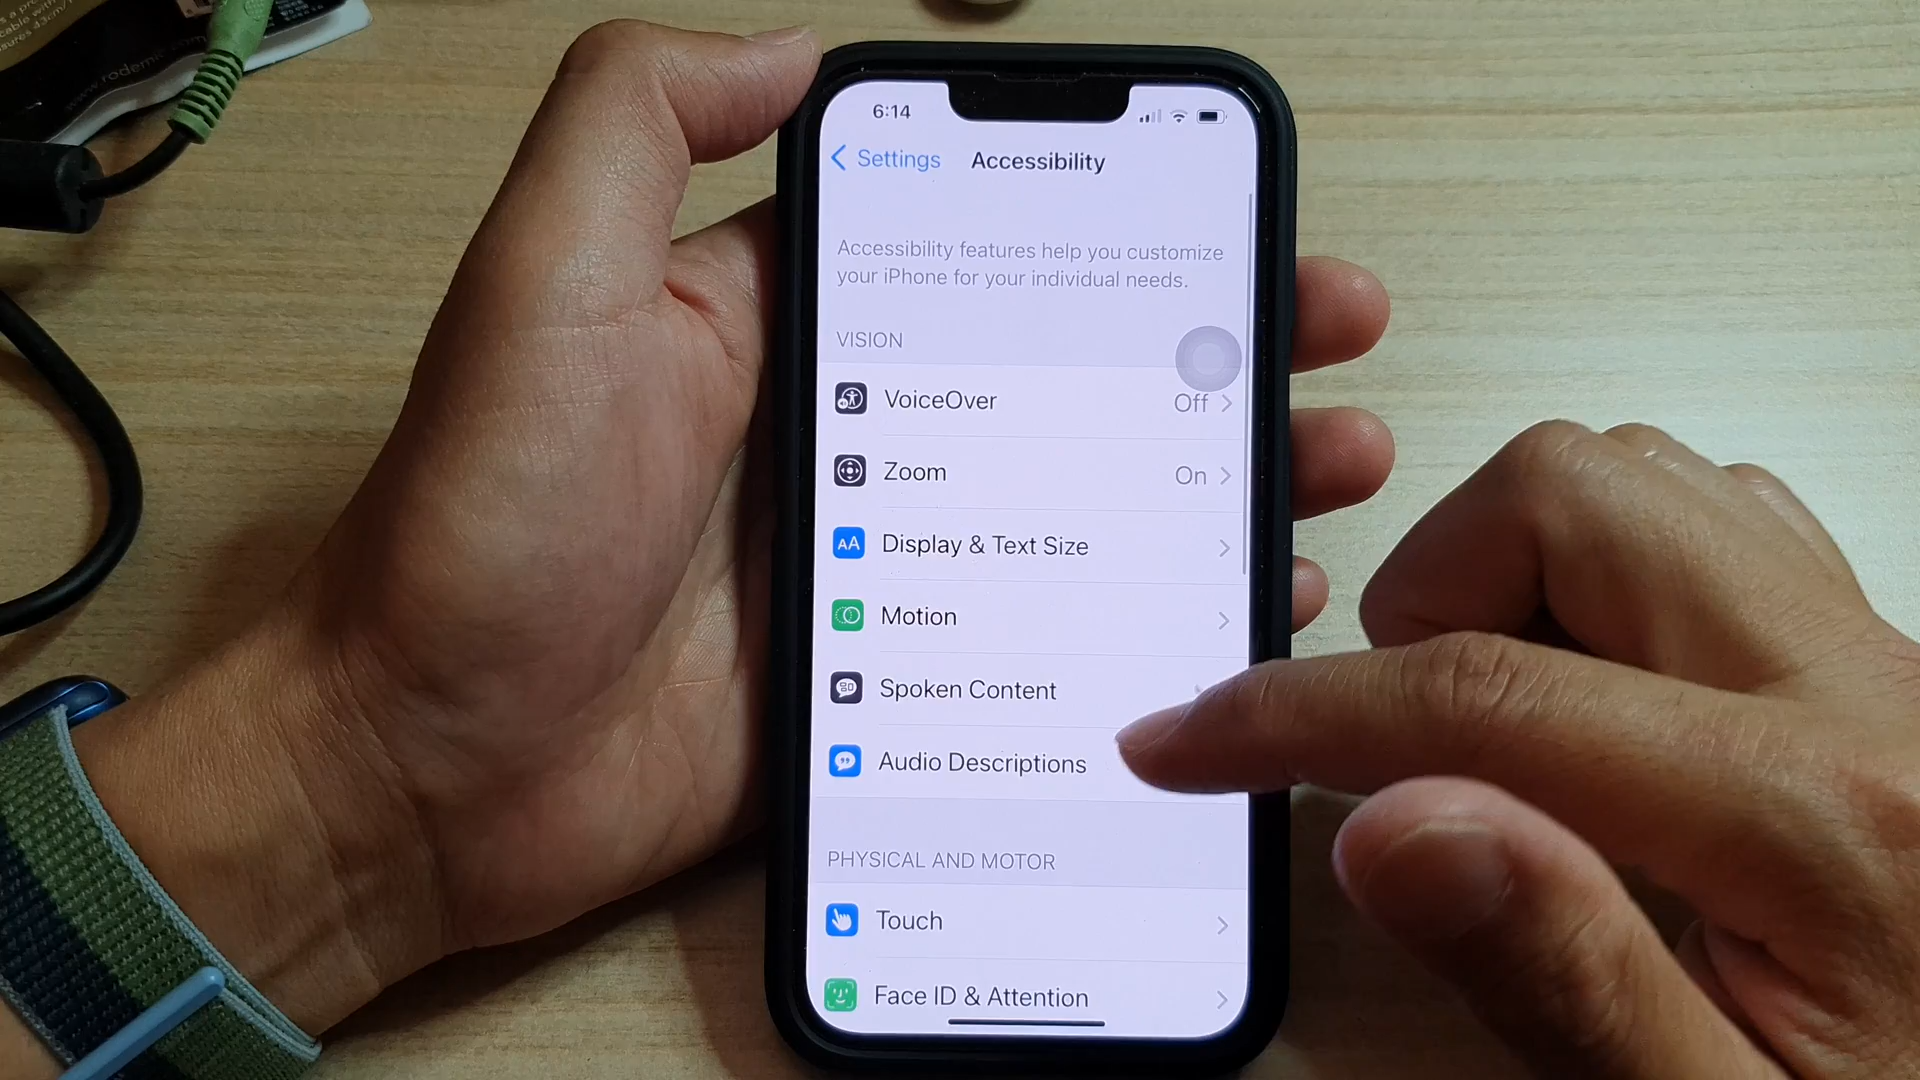 6:14
Settings
Accessibility
Accessibility features help you customize
your iPhone for your individual needs.
VISION
VoiceOver
Off
Zoom
On
AA
Display & Text Size
Motion
Spoken Content
Audio Descriptions
PHYSICAL AND MOTOR
Touch
Face ID & Attention